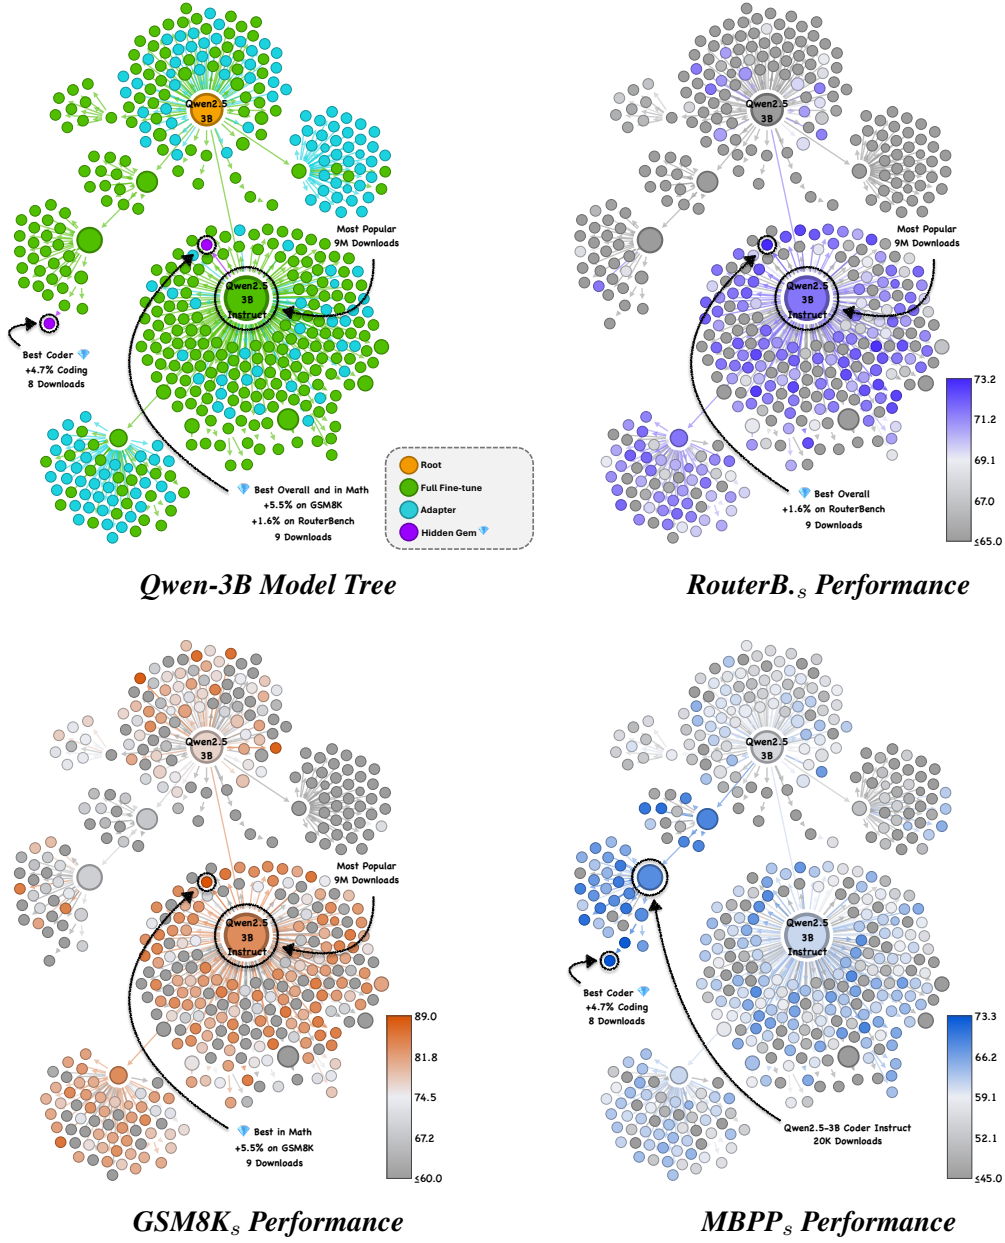 Qwen2.5
3B
Most Popular
9M Downloads
Qwen2.5
3B
Instruct
Best Coder
+4.7% Coding
8 Downloads
Best Overall and in Math
+5.5% on GSM8K
+1.6% on RouterBench
9 Downloads
Root
Full Fine-tune
Adapter
Hidden Gem
Qwen-3B Model Tree
Qwen2.5
3B
Most Popular
9M Downloads
Qwen2.5
3B
Instruct
Best Overall
+1.6% on RouterBench
9 Downloads
73.2
71.2
69.1
67.0
≤65.0
RouterB.s Performance
Qwen2.5
3B
Most Popular
9M Downloads
Qwen2.5
3B
Instruct
Best in Math
+5.5% on GSM8K
9 Downloads
89.0
81.8
74.5
67.2
≤60.0
GSM8Ks Performance
Qwen2.5
3B
Qwen2.5
3B
Instruct
Best Coder
+4.7% Coding
8 Downloads
Qwen2.5-3B Coder Instruct
20K Downloads
73.3
66.2
59.1
52.1
≤45.0
MBPPs Performance